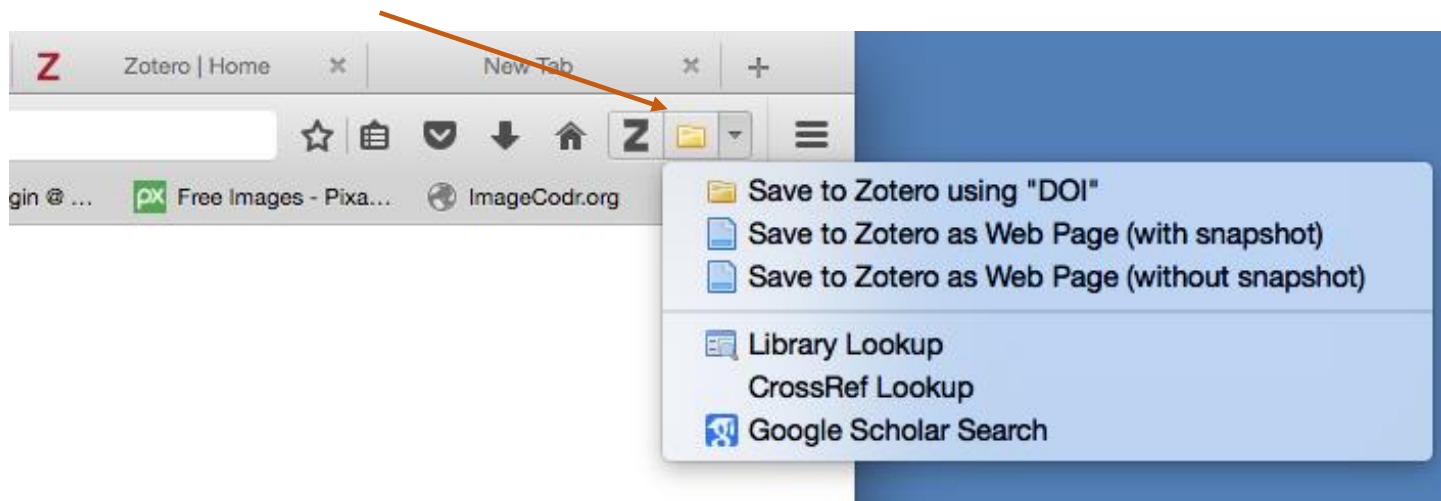 Z Zotero | Home New Tab
Z
gin @ ... px Free Images - Pixa... ImageCodr.org
Save to Zotero using "DOI"
Save to Zotero as Web Page (with snapshot)
Save to Zotero as Web Page (without snapshot)
Library Lookup
CrossRef Lookup
Google Scholar Search